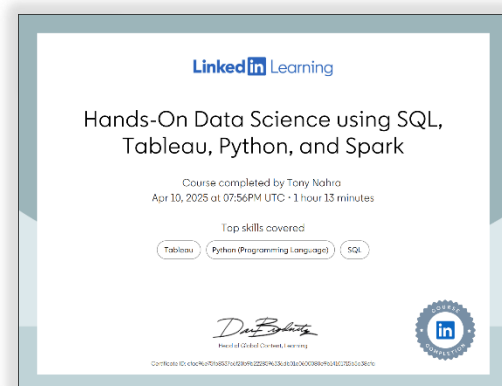 Linked in Learning
Hands-On Data Science using SQL,
Tableau, Python, and Spark
Course completed by Tony Nahra
Apr 10, 2025 at 07:56PM UTC • 1 hour 13 minutes
Top skills covered
Tableau Python (Programming Language) SQL
Head of Global Content, Learning
Certificate ID:
COURSE
in
COMPLETION